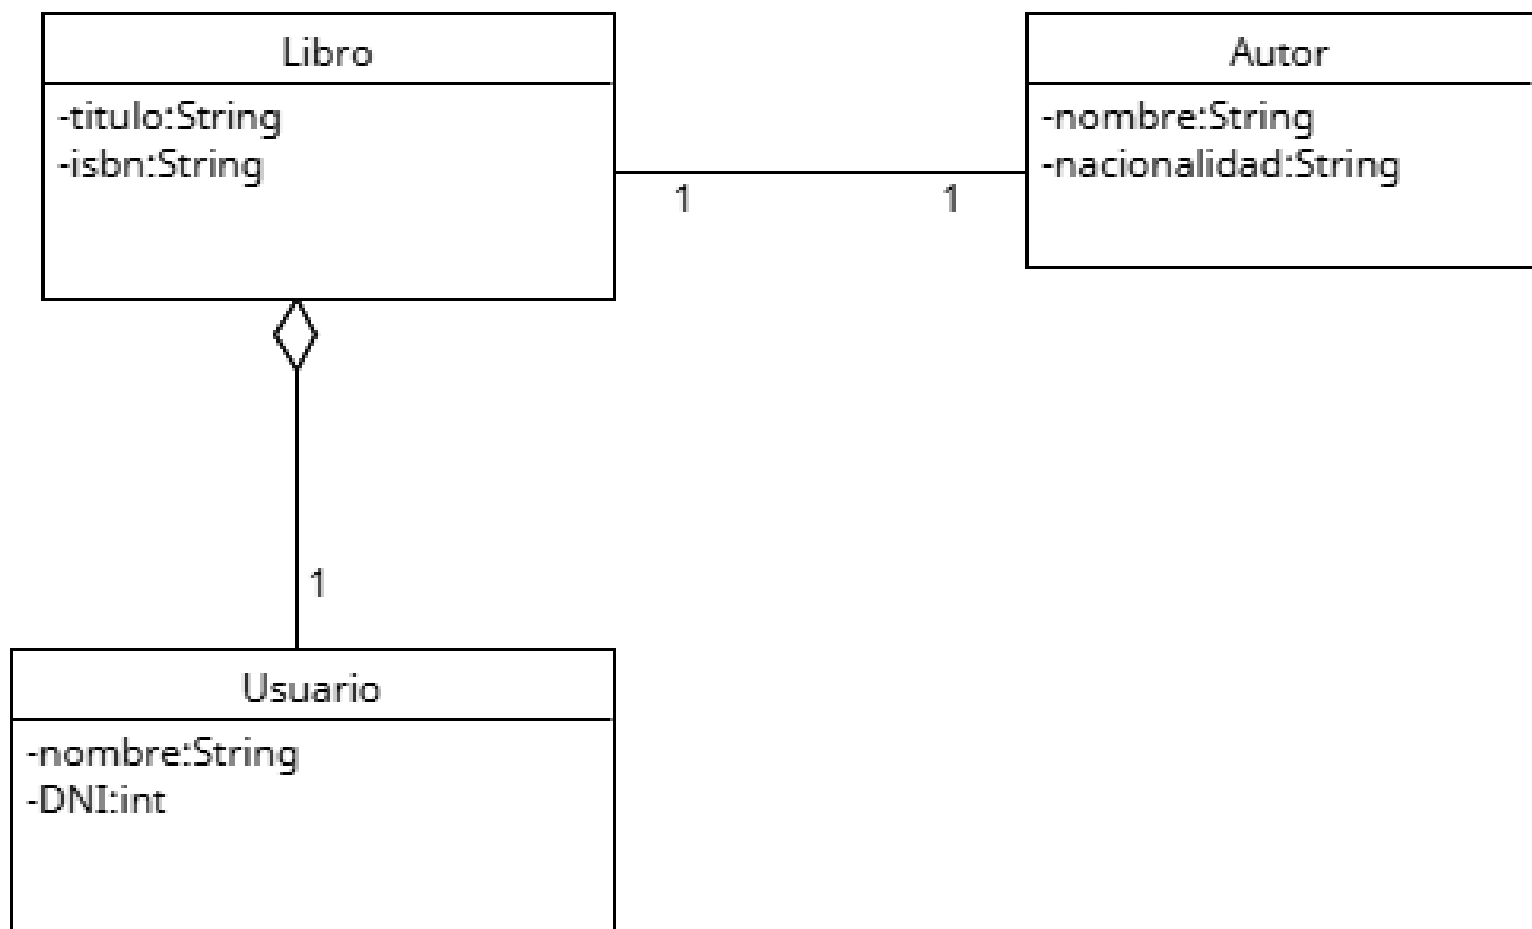 Libro
-titulo:String
-isbn:String
Autor
-nombre:String
-nacionalidad:String
1
1
1
Usuario
-nombre:String
-DNI:int